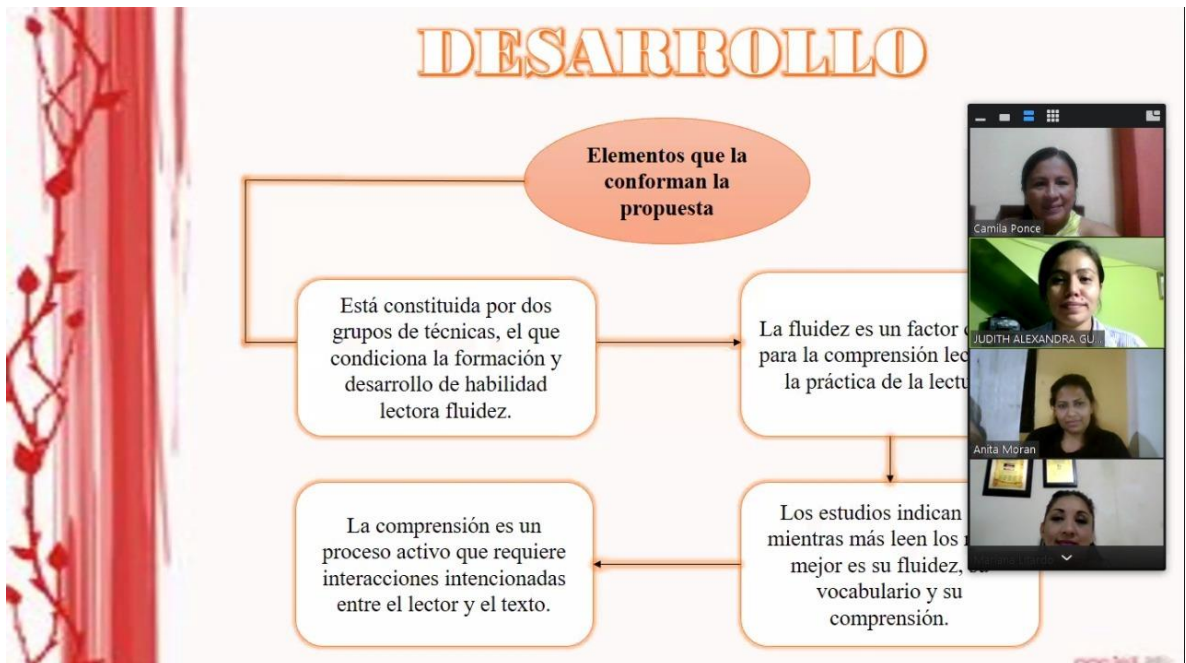 DESARROLLO
Elementos que la
conforman la
propuesta
Está constituida por dos
grupos de técnicas, el que
condiciona la formación y
desarrollo de habilidad
lectora fluidez.
La fluidez es un factor
para la comprensión
la práctica de la
Los estudios indican
mientras más leen los
mejor es su fluidez,
vocabulario y su
comprensión.
La comprensión es un
proceso activo que requiere
interacciones intencionadas
entre el lector y el texto.
Camila Ponce
JUDITH ALEXANDRA GU...
Anita Moran
Mariana